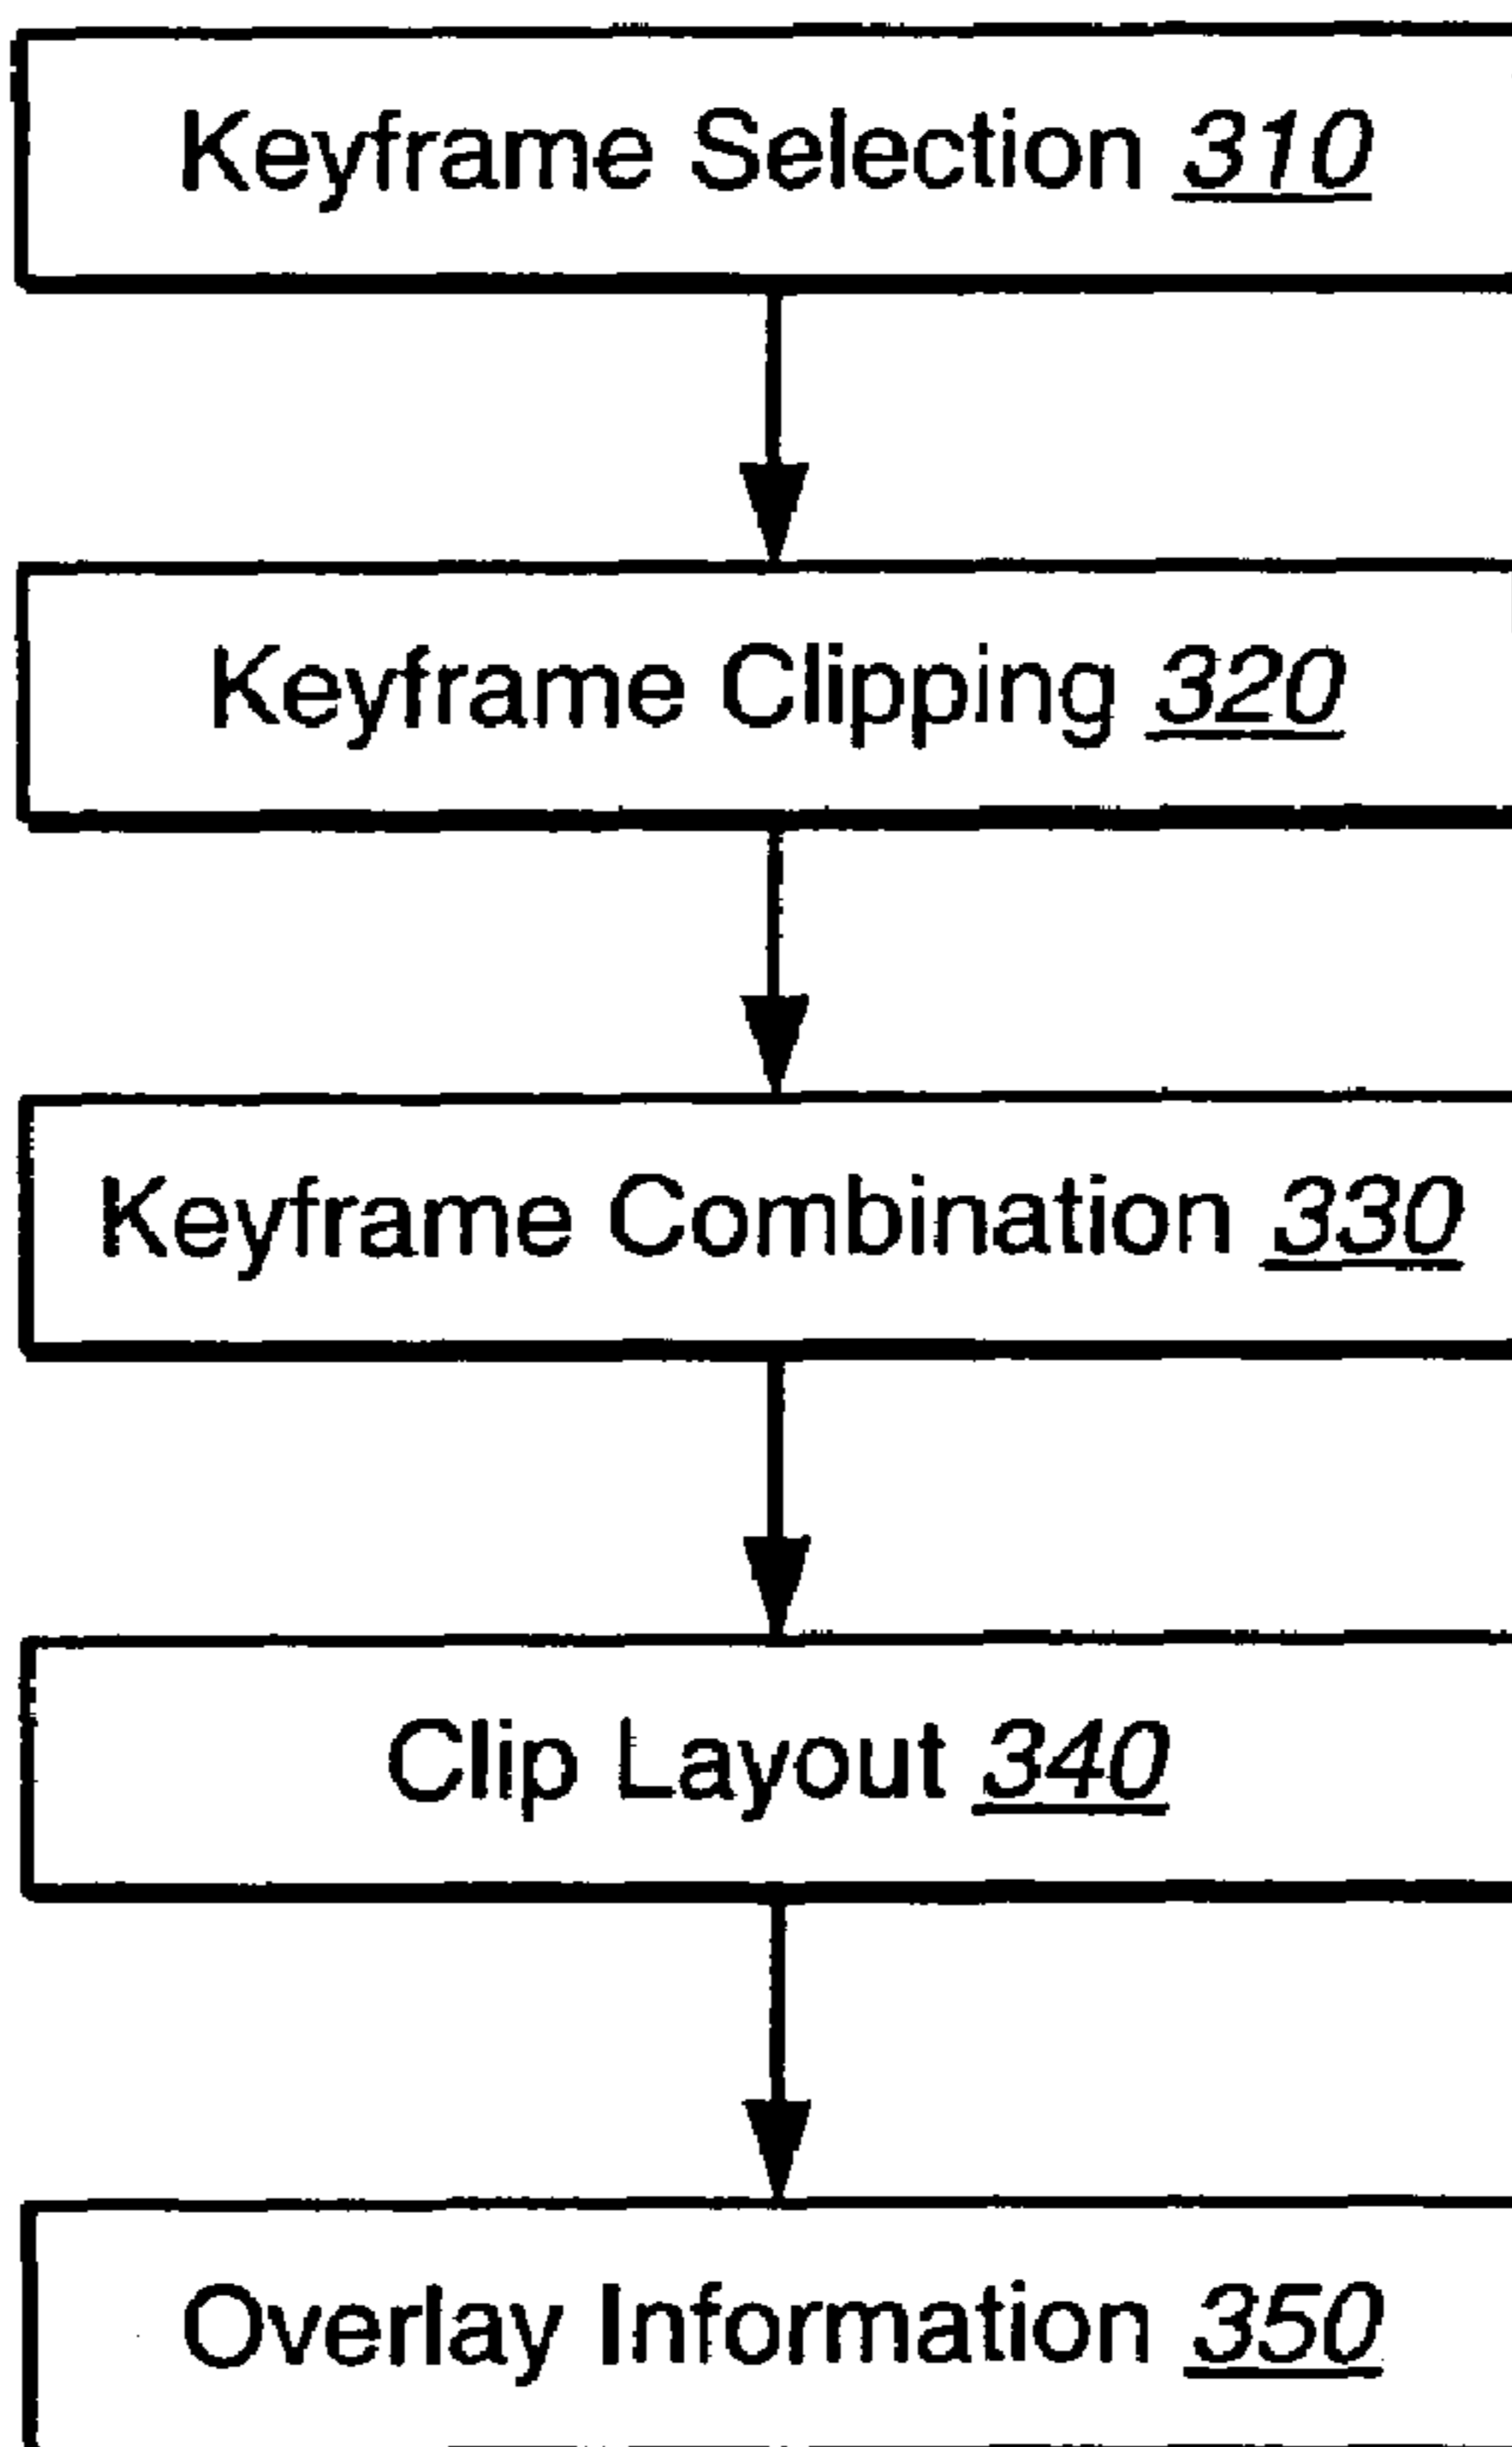 Keyframe Selection 310
Keyframe Clipping 320
Keyframe Combination 330
Clip Layout 340
Overlay Information 350